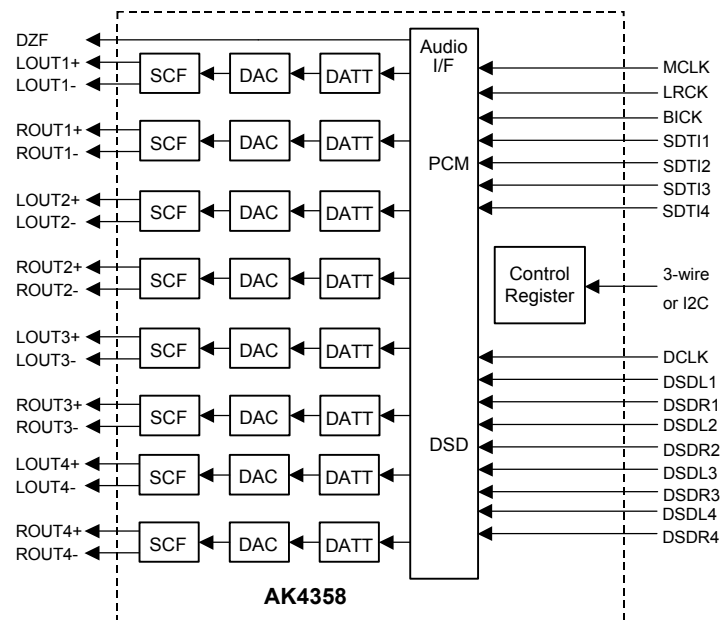 DZF
LOUT1+
LOUT1-
SCF
DAC
DATT
ROUT1+
ROUT1-
SCF
DAC
DATT
LOUT2+
LOUT2-
SCF
DAC
DATT
ROUT2+
ROUT2-
SCF
DAC
DATT
LOUT3+
LOUT3-
SCF
DAC
DATT
ROUT3+
ROUT3-
SCF
DAC
DATT
LOUT4+
LOUT4-
SCF
DAC
DATT
ROUT4+
ROUT4-
SCF
DAC
DATT
Audio
I/F
PCM
DSD
MCLK
LRCK
BICK
SDTI1
SDTI2
SDTI3
SDTI4
Control
Register
3-wire
or I2C
DCLK
DSDL1
DSDR1
DSDL2
DSDR2
DSDL3
DSDR3
DSDL4
DSDR4
AK4358